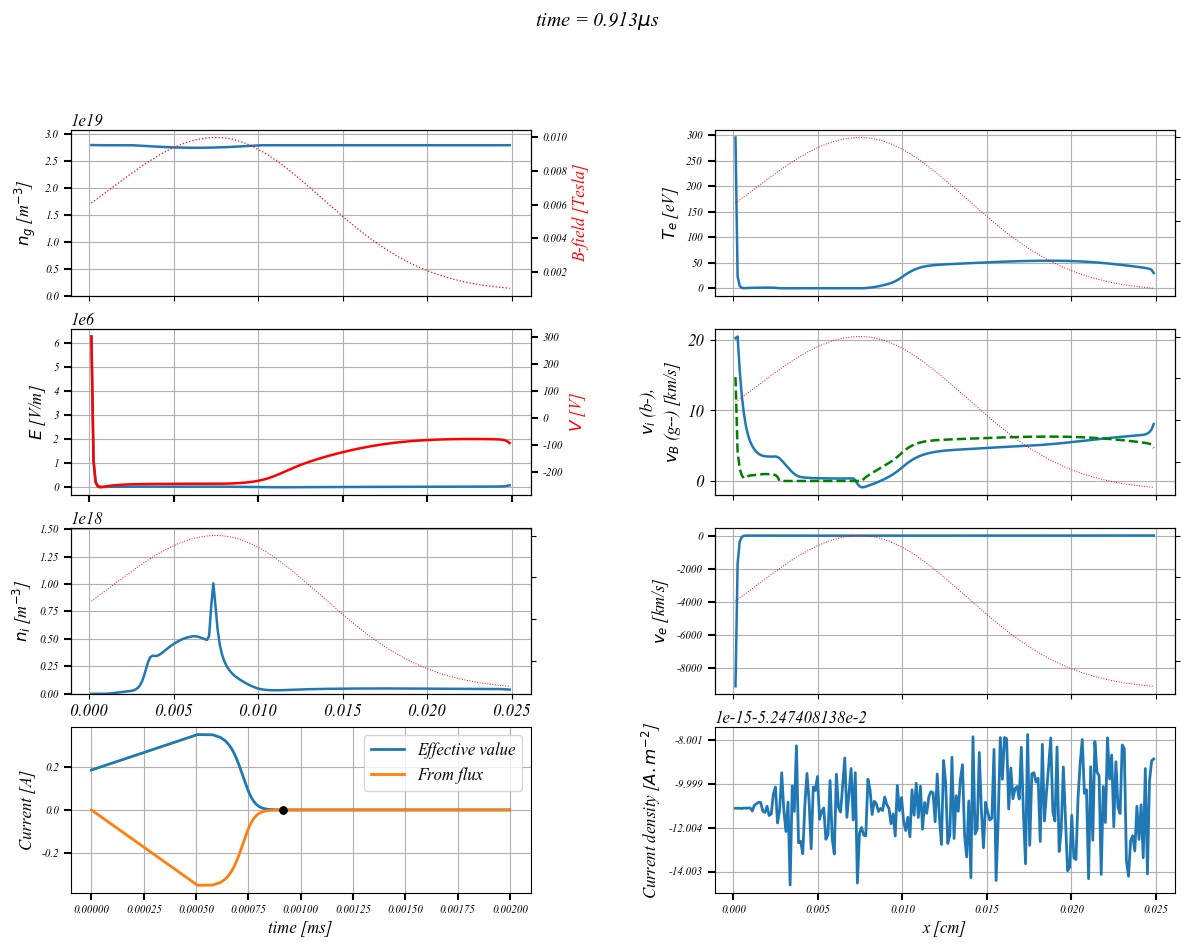 time = 0.913μs
1e19
3.0
2.5
2.0
1.5
1.0
0.5
0.0
n_g [m^{-3}]
0.010
0.008
0.006
0.004
0.002
B-field [Tesla]
300
250
200
150
100
50
0
T_e [eV]
1e6
6
5
4
3
2
1
0
E [V/m]
300
200
100
0
-100
-200
V [V]
20
10
0
v_i (b-),
v_B (g--) [km/s]
1e18
1.50
1.25
1.00
0.75
0.50
0.25
0.00
n_i [m^{-3}]
0.000 0.005 0.010 0.015 0.020 0.025
0
-2000
-4000
-6000
-8000
v_e [km/s]
0.2
0.0
-0.2
Current [A]
Effective value
From flux
0.00000 0.00025 0.00050 0.00075 0.00100 0.00125 0.00150 0.00175 0.00200
time [ms]
1e-15-5.247408138e-2
-8.001
-9.999
-12.004
-14.003
Current density [A.m^{-2}]
0.000 0.005 0.010 0.015 0.020 0.025
x [cm]